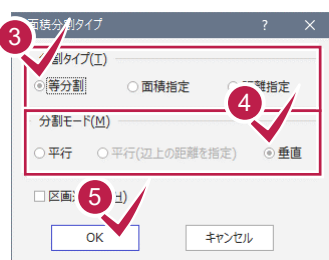 面積分割タイプ ? ×
3
分割タイプ(T)
等分割 面積指定 距離指定
4
分割モード(M)
平行 平行(辺上の距離を指定) 垂直
区画
5
OK キャンセル